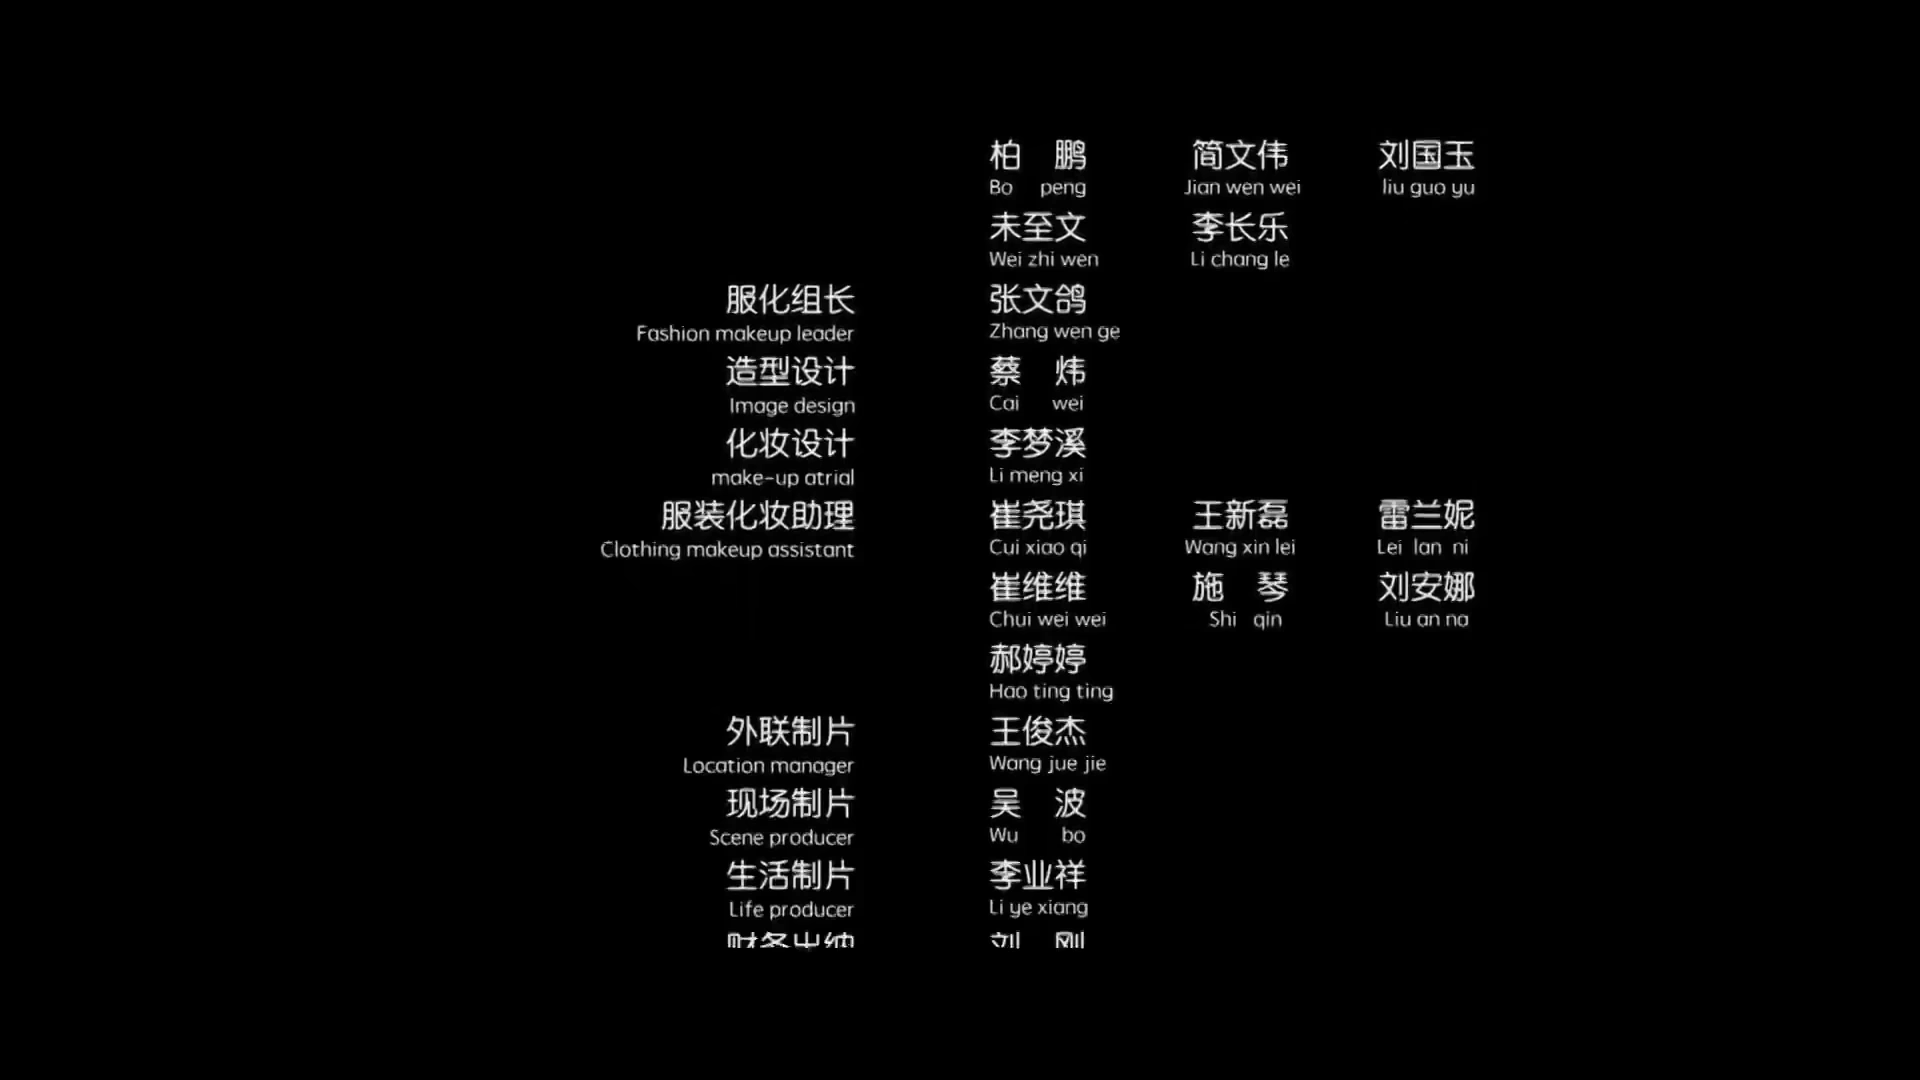 柏 鹏 简文伟 刘国玉
Bo peng Jian wen wei liu guo yu
未至文 李长乐
Wei zhi wen Li chang le
服化组长 张文鸽
Fashion makeup leader Zhang wen ge
造型设计 蔡 炜
Image design Cai wei
化妆设计 李梦溪
make-up atrial Li meng xi
服装化妆助理 崔尧琪 王新磊 雷兰妮
Clothing makeup assistant Cui xiao qi Wang xin lei Lei lan ni
崔维维 施 琴 刘安娜
Chui wei wei Shi qin Liu an na
郝婷婷
Hao ting ting
外联制片 王俊杰
Location manager Wang jue jie
现场制片 吴 波
Scene producer Wu bo
生活制片 李业祥
Life producer Li ye xiang